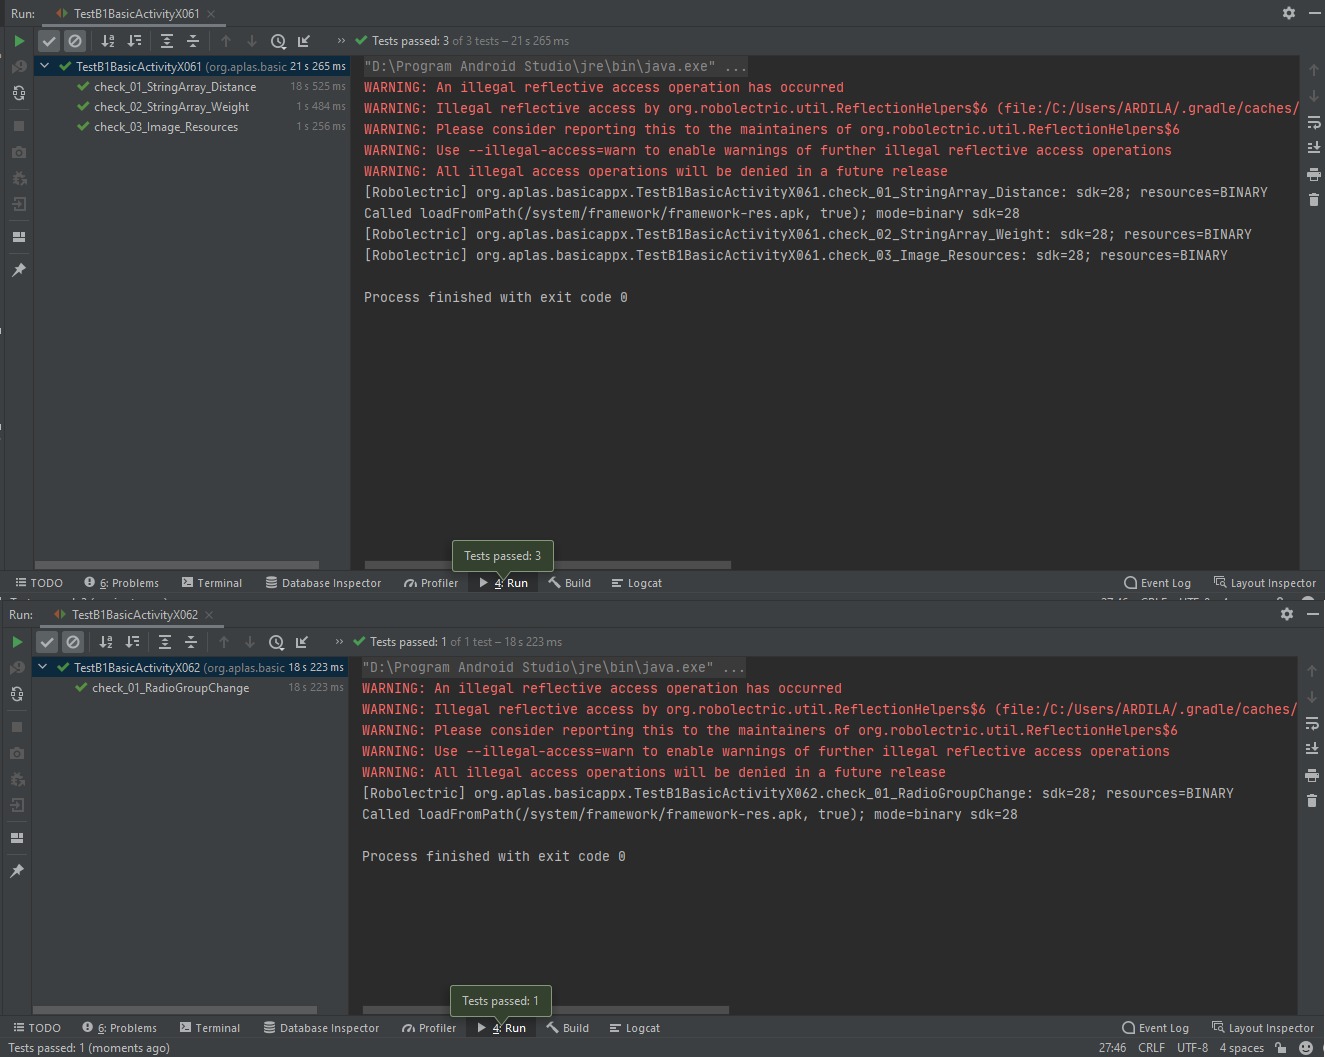 Run: TestB1BasicActivityX061
Tests passed: 3 of 3 tests – 21 s 265 ms
TestB1BasicActivityX061 (org.aplas.basic 21 s 265 ms
check_01_StringArray_Distance 18 s 525 ms
check_02_StringArray_Weight 1 s 484 ms
check_03_Image_Resources 1 s 256 ms
"D:\Program Android Studio\jre\bin\java.exe" ...
WARNING: An illegal reflective access operation has occurred
WARNING: Illegal reflective access by org.robolectric.util.ReflectionHelpers$6 (file:/C:/Users/ARDILA/.gradle/caches/
WARNING: Please consider reporting this to the maintainers of org.robolectric.util.ReflectionHelpers$6
WARNING: Use --illegal-access=warn to enable warnings of further illegal reflective access operations
WARNING: All illegal access operations will be denied in a future release
[Robolectric] org.aplas.basicappx.TestB1BasicActivityX061.check_01_StringArray_Distance: sdk=28; resources=BINARY
Called loadFromPath(/system/framework/framework-res.apk, true); mode=binary sdk=28
[Robolectric] org.aplas.basicappx.TestB1BasicActivityX061.check_02_StringArray_Weight: sdk=28; resources=BINARY
[Robolectric] org.aplas.basicappx.TestB1BasicActivityX061.check_03_Image_Resources: sdk=28; resources=BINARY
Process finished with exit code 0
Tests passed: 3
TODO 6: Problems Terminal Database Inspector Profiler 4: Run Build Logcat Event Log Layout Inspector
Run: TestB1BasicActivityX062
Tests passed: 1 of 1 test – 18 s 223 ms
TestB1BasicActivityX062 (org.aplas.basic 18 s 223 ms
check_01_RadioGroupChange 18 s 223 ms
"D:\Program Android Studio\jre\bin\java.exe" ...
WARNING: An illegal reflective access operation has occurred
WARNING: Illegal reflective access by org.robolectric.util.ReflectionHelpers$6 (file:/C:/Users/ARDILA/.gradle/caches/
WARNING: Please consider reporting this to the maintainers of org.robolectric.util.ReflectionHelpers$6
WARNING: Use --illegal-access=warn to enable warnings of further illegal reflective access operations
WARNING: All illegal access operations will be denied in a future release
[Robolectric] org.aplas.basicappx.TestB1BasicActivityX062.check_01_RadioGroupChange: sdk=28; resources=BINARY
Called loadFromPath(/system/framework/framework-res.apk, true); mode=binary sdk=28
Process finished with exit code 0
Tests passed: 1
TODO 6: Problems Terminal Database Inspector Profiler 4: Run Build Logcat Event Log Layout Inspector
Tests passed: 1 (moments ago) 27:46 CRLF UTF-8 4 spaces